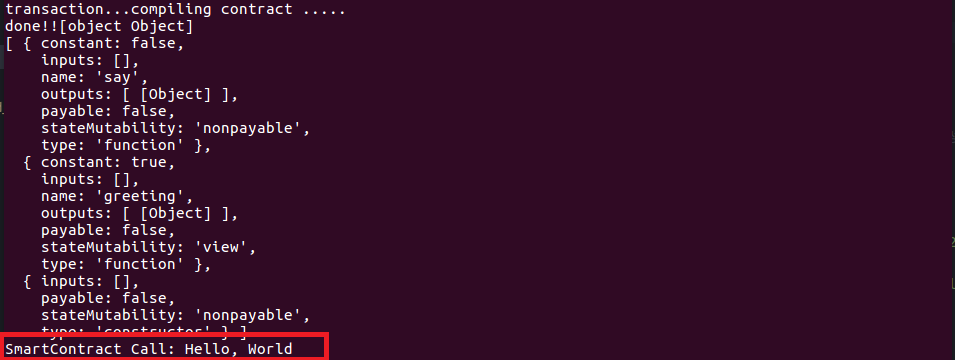 transaction...compiling contract .....
done!![object Object]
[ { constant: false,
    inputs: [],
    name: 'say',
    outputs: [ [Object] ],
    payable: false,
    stateMutability: 'nonpayable',
    type: 'function' },
  { constant: true,
    inputs: [],
    name: 'greeting',
    outputs: [ [Object] ],
    payable: false,
    stateMutability: 'view',
    type: 'function' },
  { inputs: [],
    payable: false,
    stateMutability: 'nonpayable',
    type: 'constructor' } ]
SmartContract Call: Hello, World